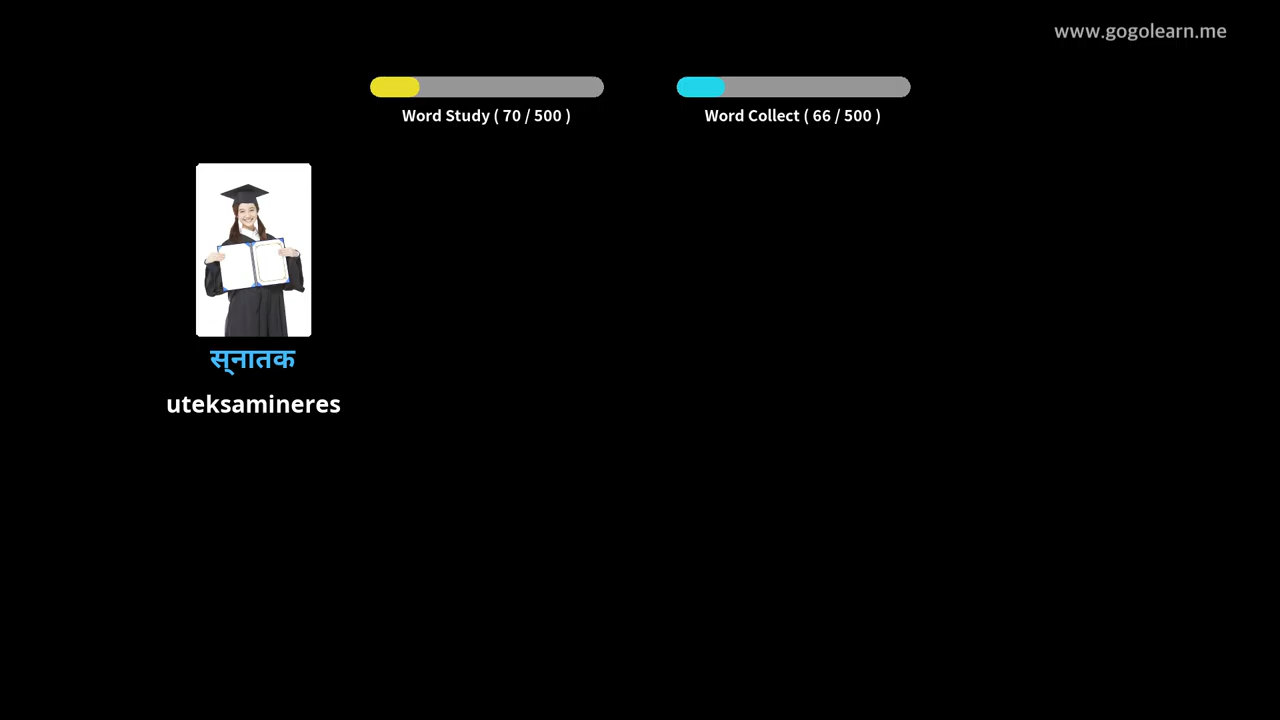 www.gogolearn.me
Word Study ( 70 / 500 )
Word Collect ( 66 / 500 )
स्नातक
uteksamineres